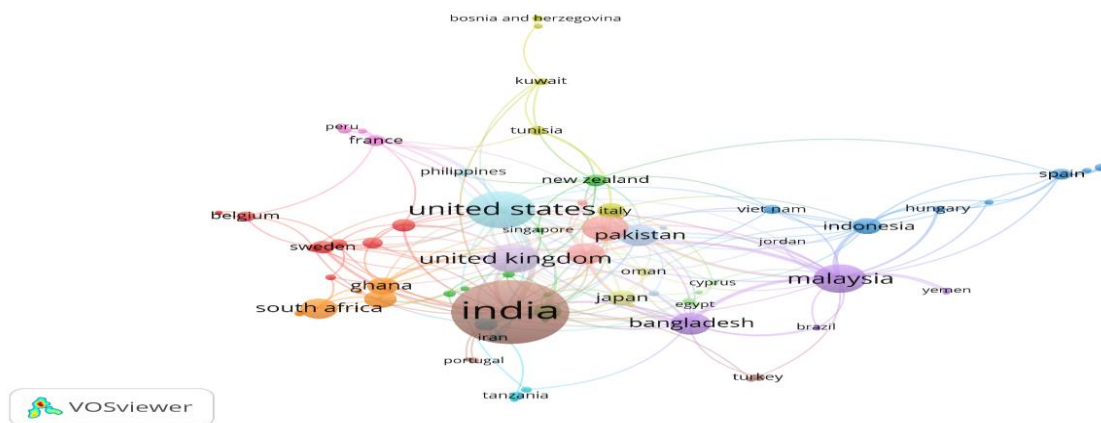 bosnia and herzegovina
kuwait
peru
tunisia
france
philippines
new zealand
spain
belgium
united states
italy
viet nam
hungary
singapore
indonesia
sweden
pakistan
jordan
united kingdom
oman
malaysia
ghana
cyprus
yemen
south africa
india
japan
egypt
bangladesh
brazil
iran
portugal
turkey
tanzania
VOSviewer